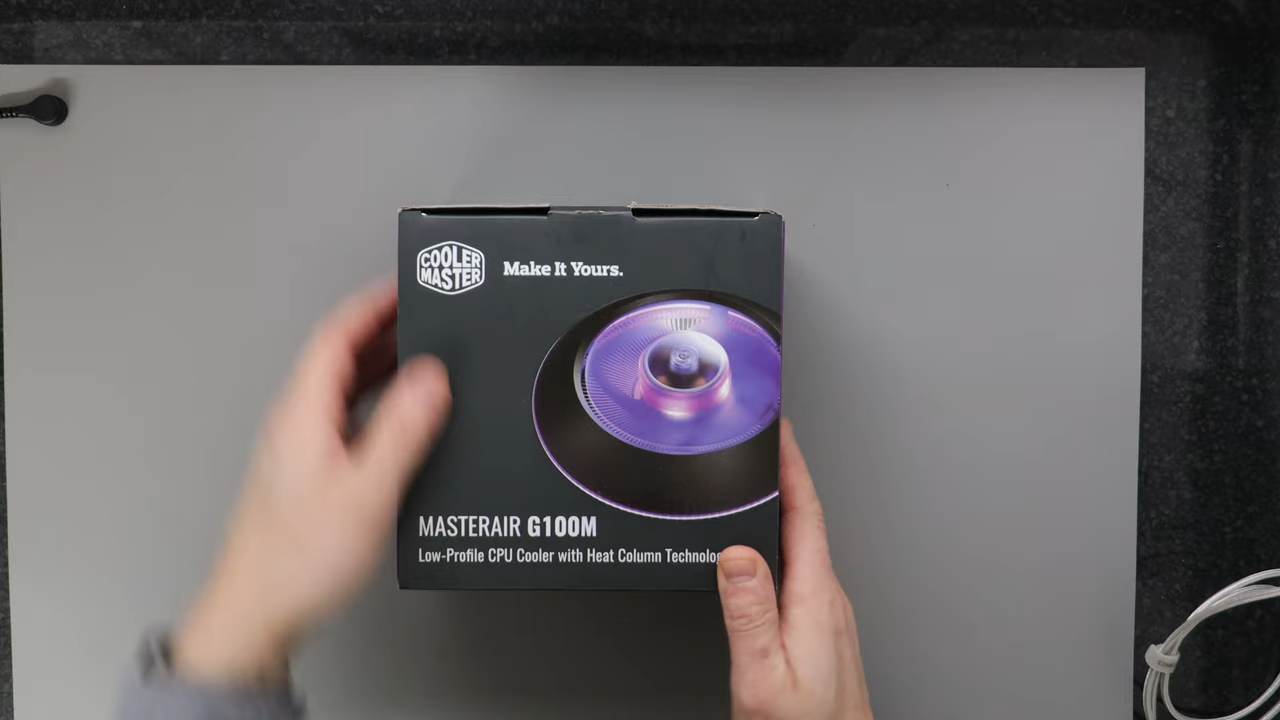 COOLER
MASTER
Make It Yours.
MASTERAIR G100M
Low-Profile CPU Cooler with Heat Column